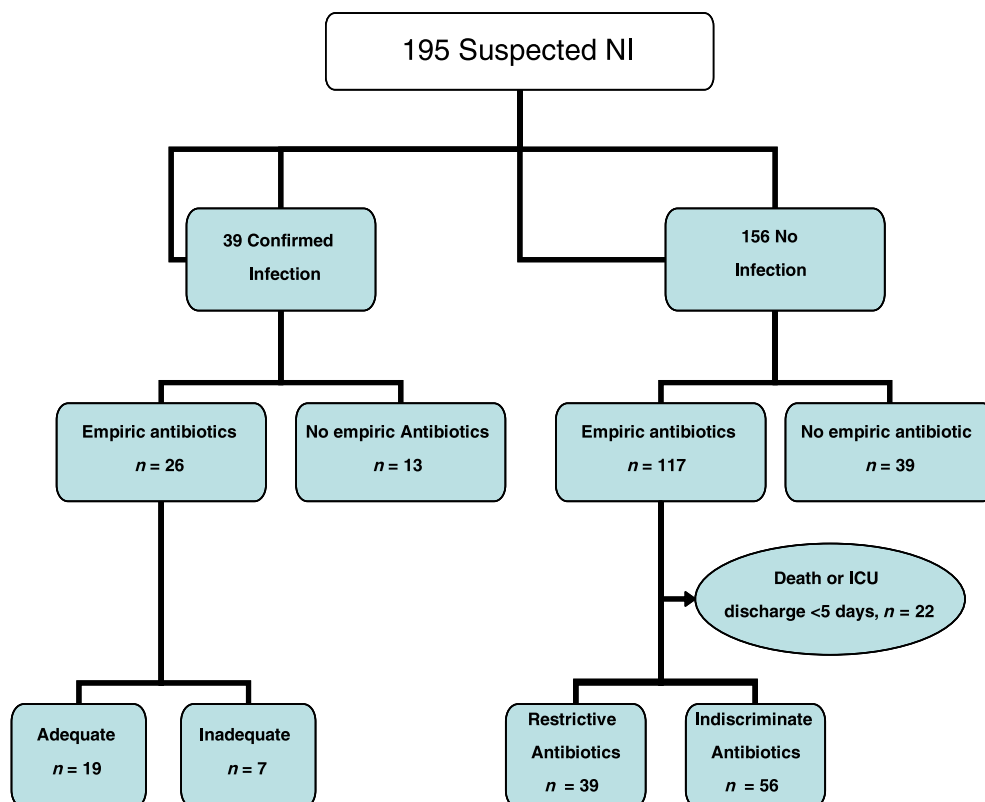 195 Suspected NI
39 Confirmed
Infection
156 No
Infection
Empiric antibiotics
n = 26
No empiric Antibiotics
n = 13
Empiric antibiotics
n = 117
No empiric antibiotic
n = 39
Death or ICU
discharge <5 days, n = 22
Adequate
n = 19
Inadequate
n = 7
Restrictive
Antibiotics
n = 39
Indiscriminate
Antibiotics
n = 56